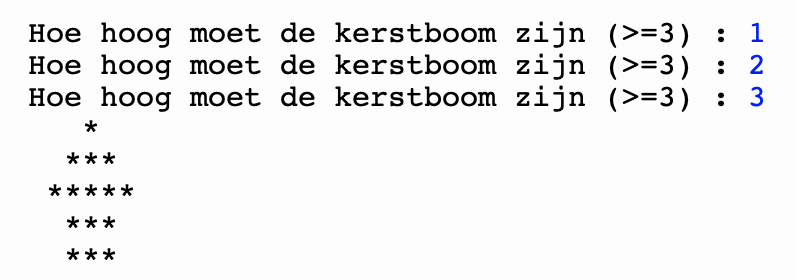 Hoe hoog moet de kerstboom zijn (>=3) : 1
Hoe hoog moet de kerstboom zijn (>=3) : 2
Hoe hoog moet de kerstboom zijn (>=3) : 3
   *
  ***
 *****
  ***
  ***